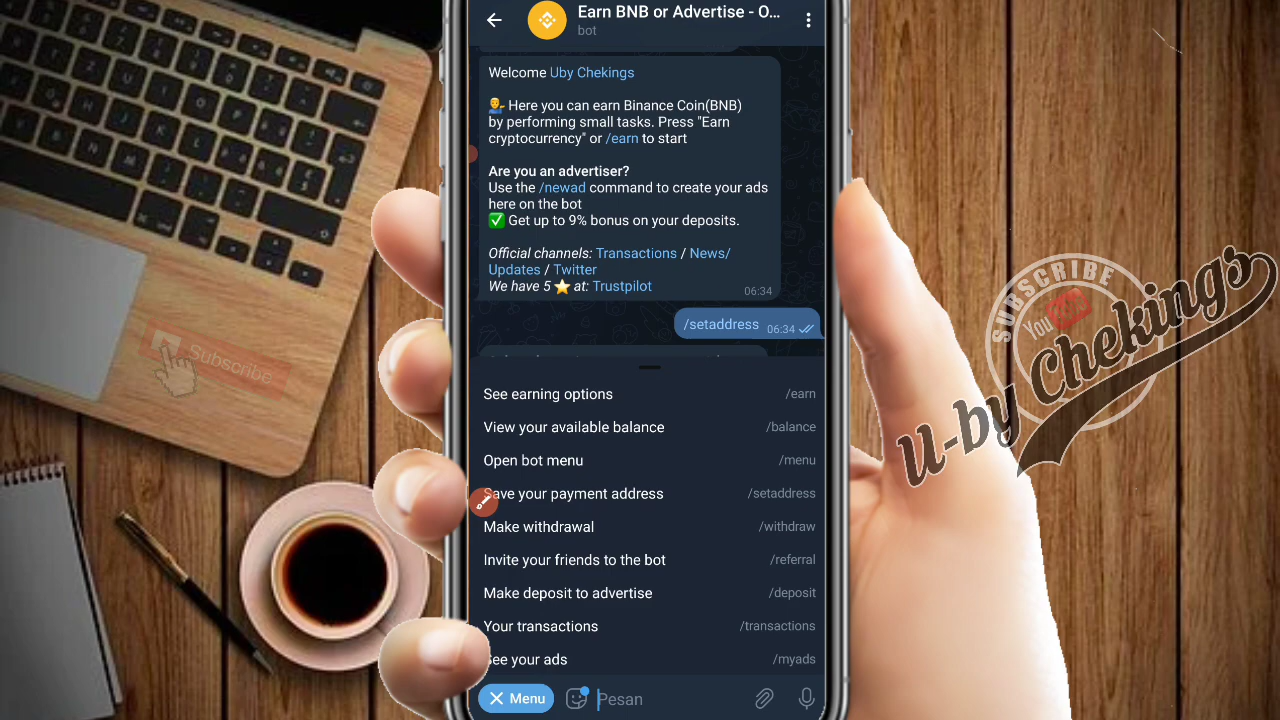 Earn BNB or Advertise - O...
bot
Welcome Uby Chekings
Here you can earn Binance Coin(BNB)
by performing small tasks. Press "Earn
cryptocurrency" or /earn to start
Are you an advertiser?
Use the /newad command to create your ads
here on the bot
✅ Get up to 9% bonus on your deposits.
Official channels: Transactions / News/
Updates / Twitter
We have 5 ⭐ at: Trustpilot
06:34
/setaddress 06:34
See earning options /earn
View your available balance /balance
Open bot menu /menu
Save your payment address /setaddress
Make withdrawal /withdraw
Invite your friends to the bot /referral
Make deposit to advertise /deposit
Your transactions /transactions
See your ads /myads
Menu
Pesan
Subscribe
SUBSCRIBE
YouTube
U-by Chekings